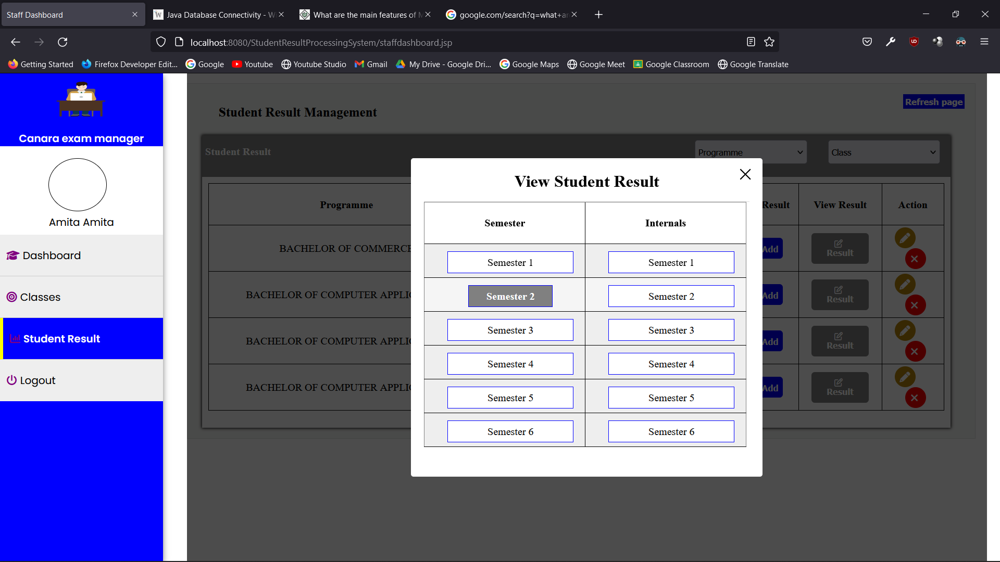 Staff Dashboard
Java Database Connectivity - W
What are the main features of M
google.com/search?q=what+ar
localhost:8080/StudentResultProcessingSystem/staffdashboard.jsp
Getting Started
Firefox Developer Edit...
Google
Youtube
Youtube Studio
Gmail
My Drive - Google Dri...
Google Maps
Google Meet
Google Classroom
Google Translate
Canara exam manager
Amita Amita
Dashboard
Classes
Student Result
Logout
Refresh page
Student Result Management
Student Result
Programme
Class
Programme
Result
View Result
Action
BACHELOR OF COMMERCE
Add
Result
BACHELOR OF COMPUTER APPLIC
Add
Result
BACHELOR OF COMPUTER APPLIC
Add
Result
BACHELOR OF COMPUTER APPLIC
Add
Result
View Student Result
Semester
Internals
Semester 1
Semester 1
Semester 2
Semester 2
Semester 3
Semester 3
Semester 4
Semester 4
Semester 5
Semester 5
Semester 6
Semester 6